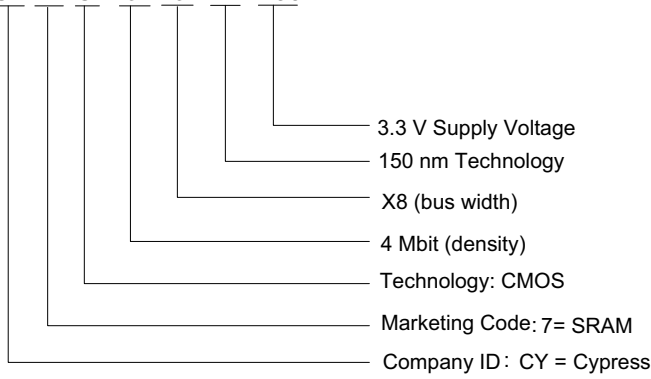 3.3 V Supply Voltage
150 nm Technology
X8 (bus width)
4 Mbit (density)
Technology: CMOS
Marketing Code: 7= SRAM
Company ID: CY = Cypress